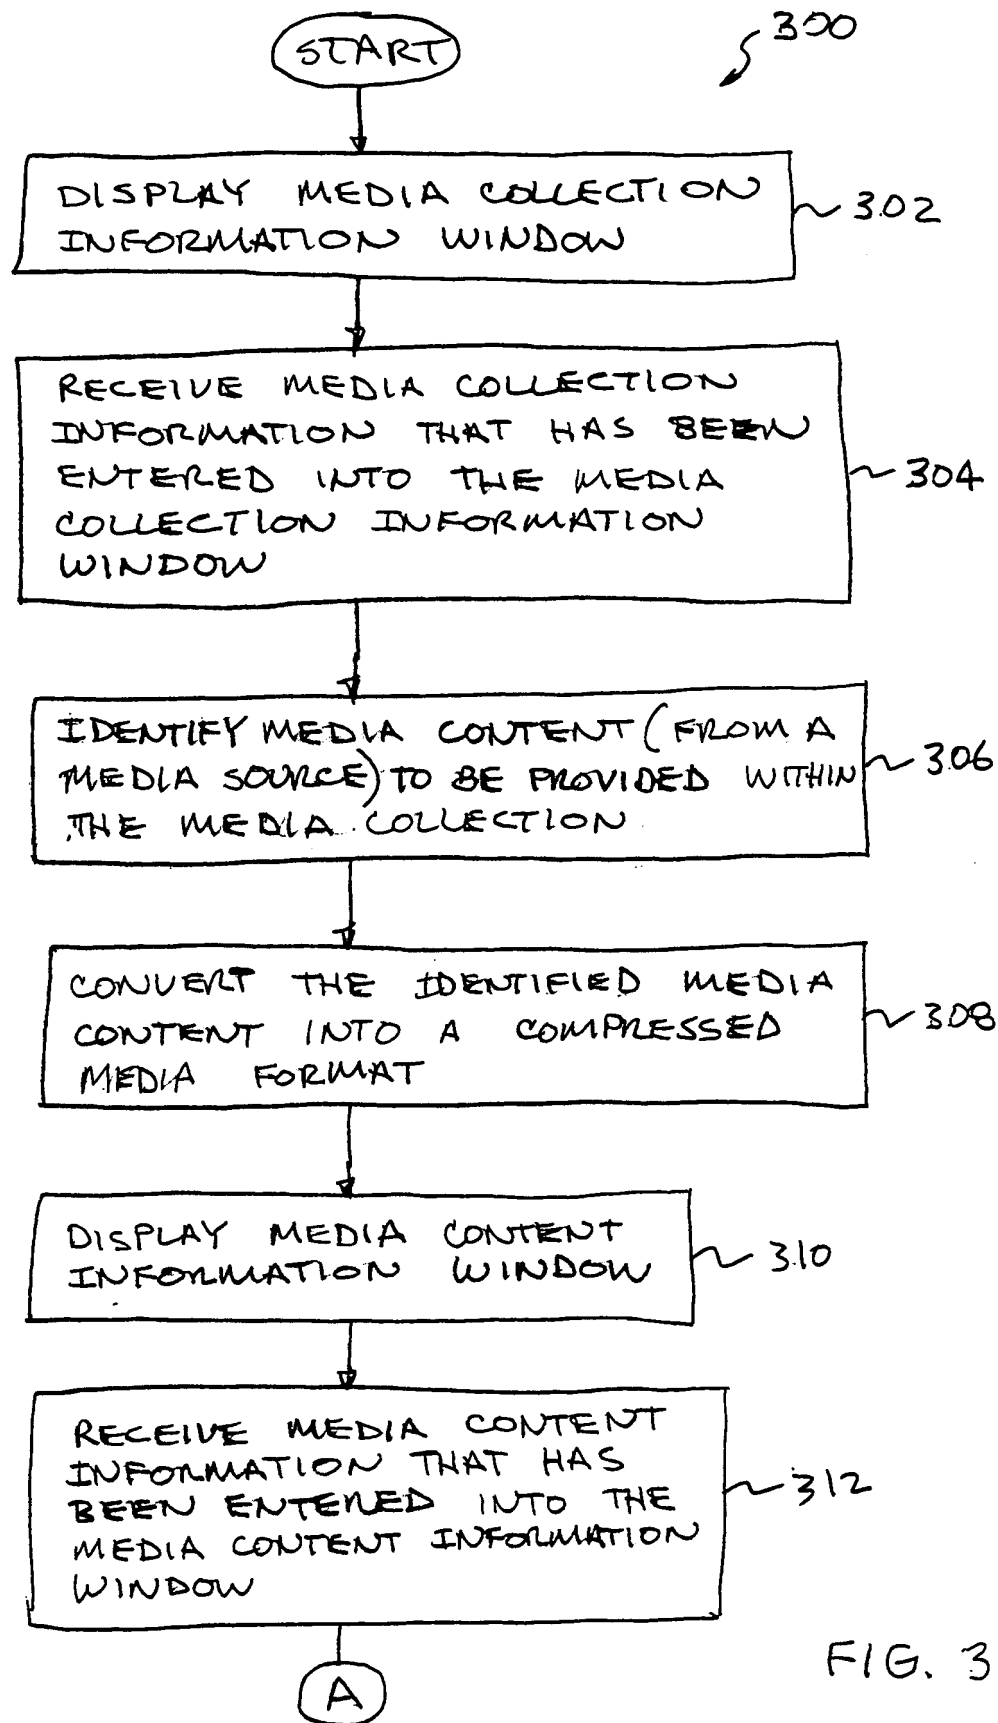 START
300
DISPLAY MEDIA COLLECTION
INFORMATION WINDOW
302
RECEIVE MEDIA COLLECTION
INFORMATION THAT HAS BEEN
ENTERED INTO THE MEDIA
COLLECTION INFORMATION
WINDOW
304
IDENTIFY MEDIA CONTENT (FROM A
MEDIA SOURCE) TO BE PROVIDED WITHIN
THE MEDIA COLLECTION
306
CONVERT THE IDENTIFIED MEDIA
CONTENT INTO A COMPRESSED
MEDIA FORMAT
308
DISPLAY MEDIA CONTENT
INFORMATION WINDOW
310
RECEIVE MEDIA CONTENT
INFORMATION THAT HAS
BEEN ENTERED INTO THE
MEDIA CONTENT INFORMATION
WINDOW
312
A
FIG. 3